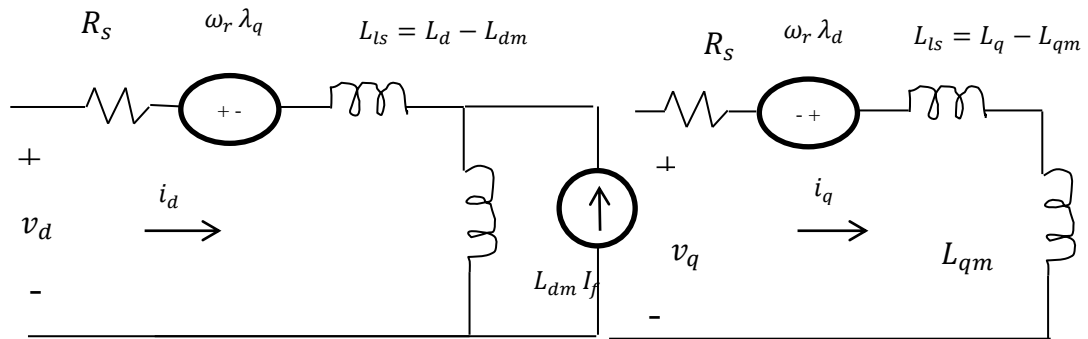 R_s
ω_r λ_q
L_ls = L_d − L_dm
+ -
+
i_d
v_d
-
L_dm I_f
R_s
ω_r λ_d
L_ls = L_q − L_qm
- +
+
i_q
v_q
L_qm
-